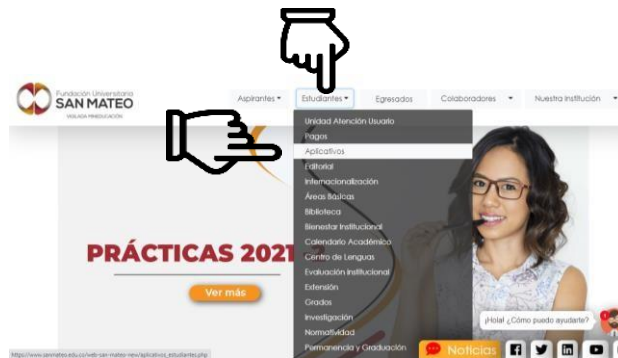 Fundación Universitaria
SAN MATEO
VIGILADA MINEDUCACIÓN
Aspirantes
Estudiantes
Egresados
Colaboradores
Nuestra Institución
Unidad Atención Usuario
Pagos
Aplicativos
Editorial
Internacionalización
Áreas Básicas
Biblioteca
Bienestar Institucional
Calendario Académico
Centro de Lenguas
Evaluación Institucional
Extensión
Grados
Investigación
Normatividad
Permanencia y Graduación
PRÁCTICAS 2021
Ver más
¡Hola! ¿Cómo puedo ayudarte?
Noticias
https://www.sanmateo.edu.co/web-san-mateo-new/aplicativos_estudiantes.php